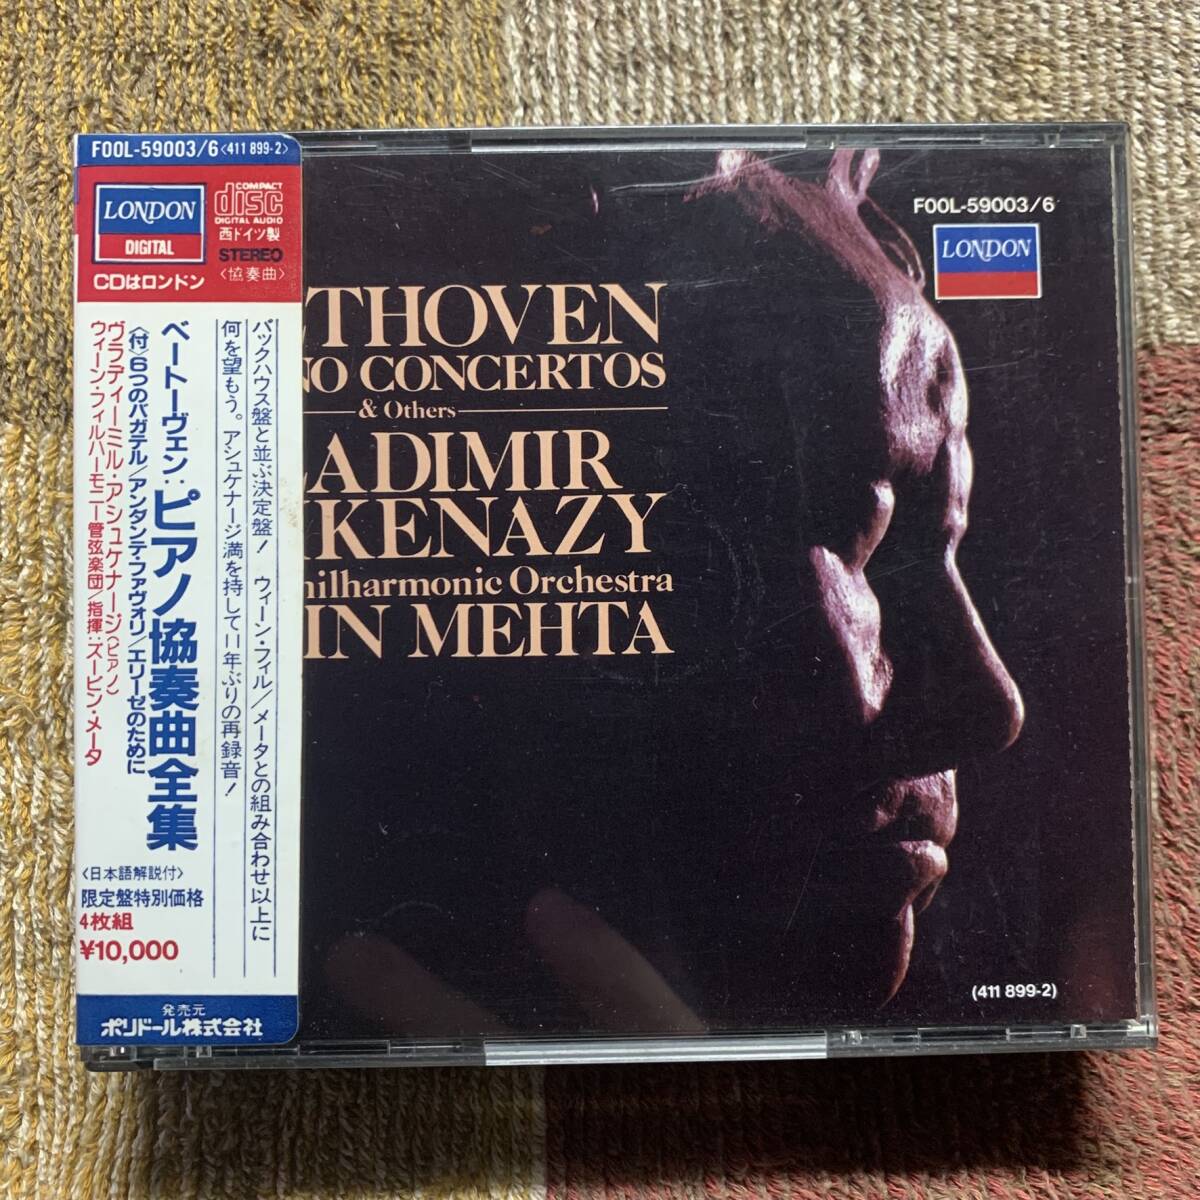 F00L-59003/6<411 899-2>
LONDON
DIGITAL
CDはロンドン
COMPACT
disc
DIGITAL AUDIO
西ドイツ製
STEREO
〈協奏曲〉
バックハウス盤と並ぶ決定盤! ウィーン・フィル/メータとの組み合わせ以上に
何を望もう。アシュケナージ満を持して11年ぶりの再録音!
ベートーヴェン:ピアノ協奏曲全集
〈付〉6つのバガテル/アンダンテ・ファヴォリ/エリーゼのために
ヴラディーミル・アシュケナージ(ピアノ)
ウィーン・フィルハーモニー管弦楽団/指揮:ズービン・メータ
〈日本語解説付〉
限定盤特別価格
4枚組
¥10,000
発売元
ポリドール株式会社
F00L-59003/6
LONDON
ETHOVEN
NO CONCERTOS
& Others
LADIMIR
KENAZY
hilharmonic Orchestra
IN MEHTA
(411 899-2)